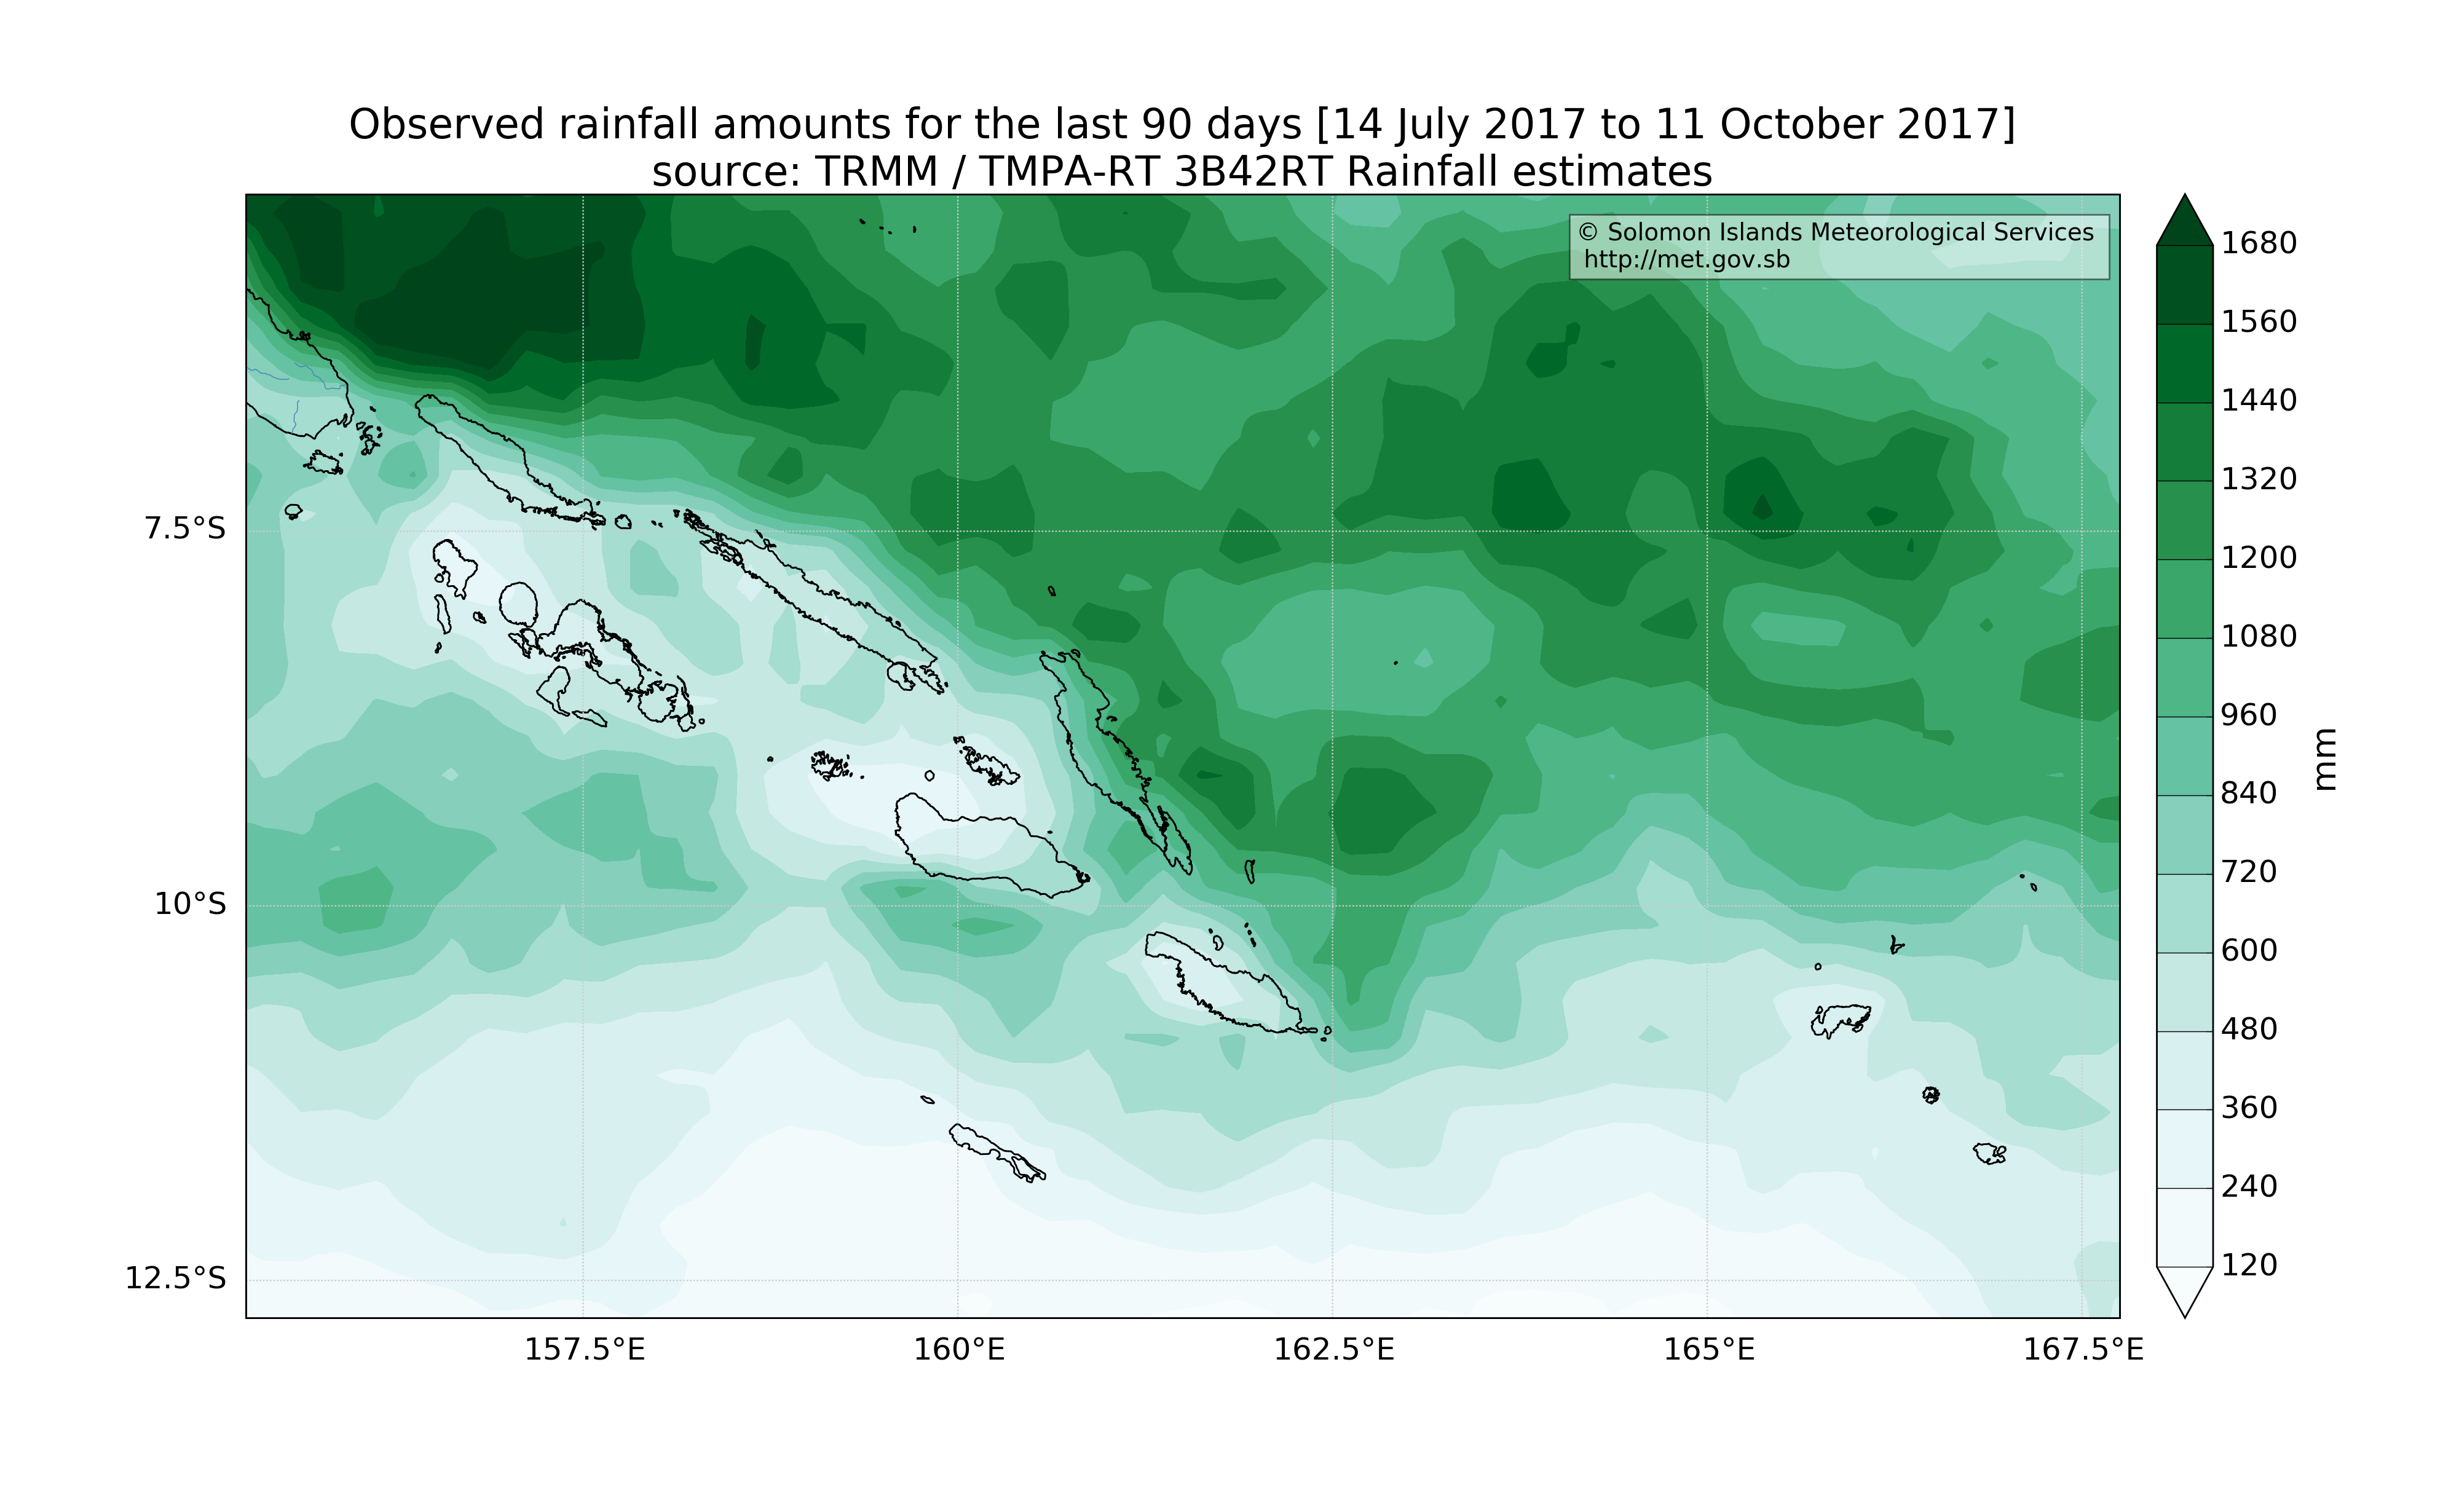 Observed rainfall amounts for the last 90 days [14 July 2017 to 11 October 2017]
source: TRMM / TMPA-RT 3B42RT Rainfall estimates
© Solomon Islands Meteorological Services
http://met.gov.sb
7.5°S
10°S
12.5°S
157.5°E
160°E
162.5°E
165°E
167.5°E
1680
1560
1440
1320
1200
1080
960
840
720
600
480
360
240
120
mm